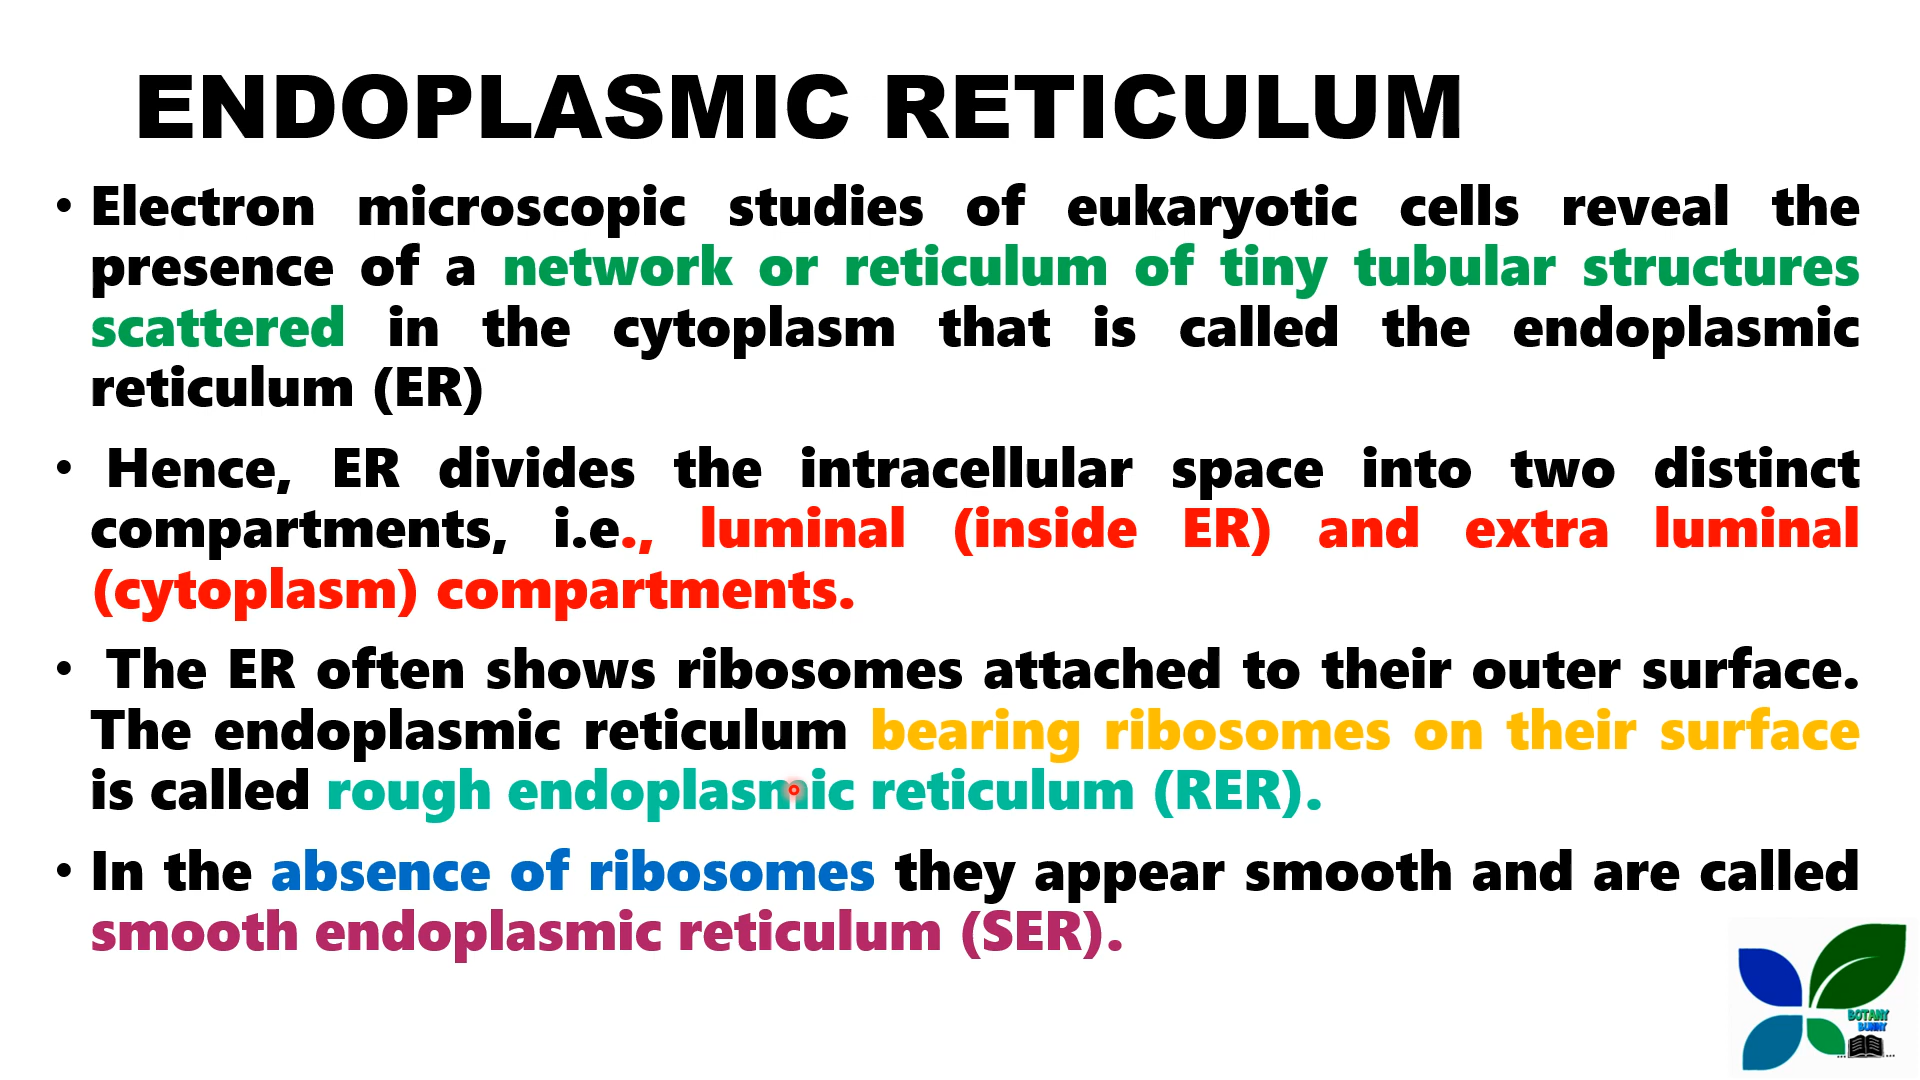 ENDOPLASMIC RETICULUM
• Electron microscopic studies of eukaryotic cells reveal the
presence of a network or reticulum of tiny tubular structures
scattered in the cytoplasm that is called the endoplasmic
reticulum (ER)
• Hence, ER divides the intracellular space into two distinct
compartments, i.e., luminal (inside ER) and extra luminal
(cytoplasm) compartments.
• The ER often shows ribosomes attached to their outer surface.
The endoplasmic reticulum bearing ribosomes on their surface
is called rough endoplasmic reticulum (RER).
• In the absence of ribosomes they appear smooth and are called
smooth endoplasmic reticulum (SER).
BOTANY
BUNNY